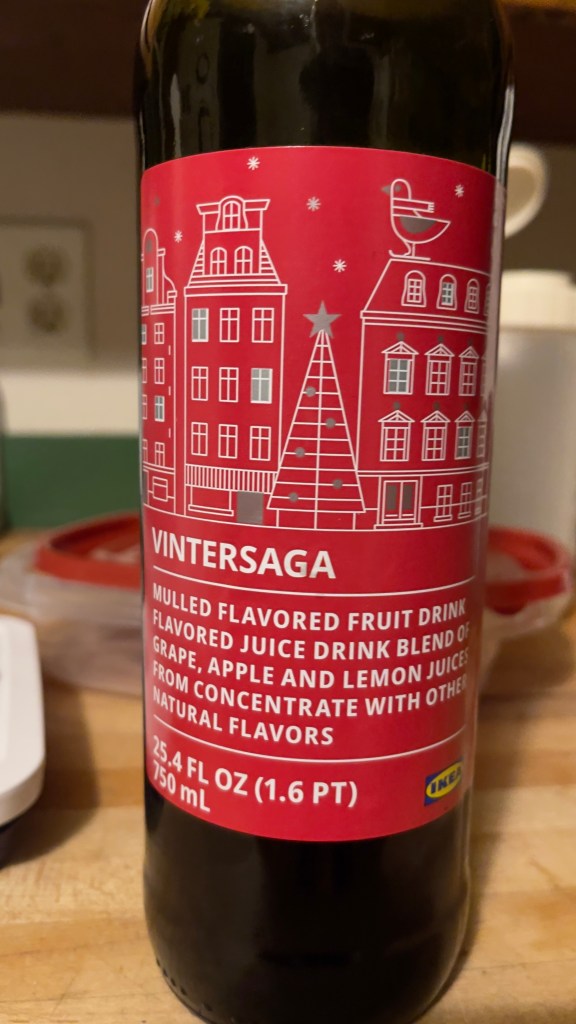 VINTERSAGA
MULLED FLAVORED FRUIT DRINK
FLAVORED JUICE DRINK BLEND OF
GRAPE, APPLE AND LEMON JUICES
FROM CONCENTRATE WITH OTHER
NATURAL FLAVORS
25.4 FL OZ (1.6 PT)
750 mL
IKEA